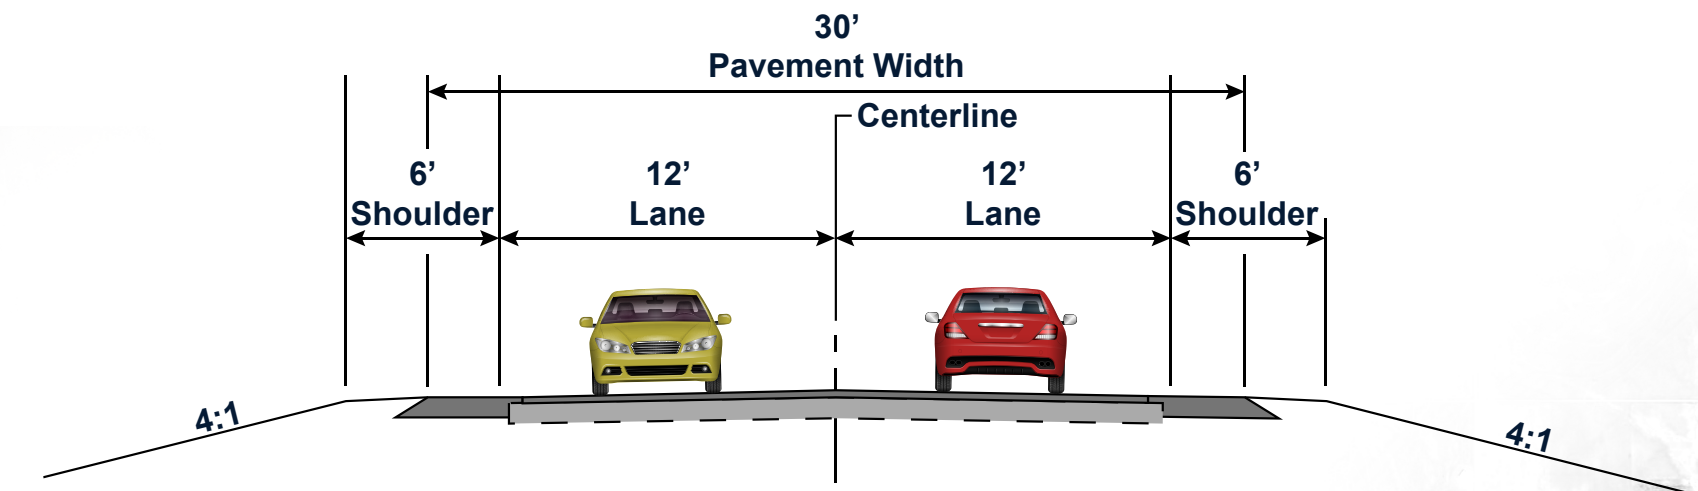 30’
Pavement Width
Centerline
6’
Shoulder
12’
Lane
12’
Lane
6’
Shoulder
4:1
4:1